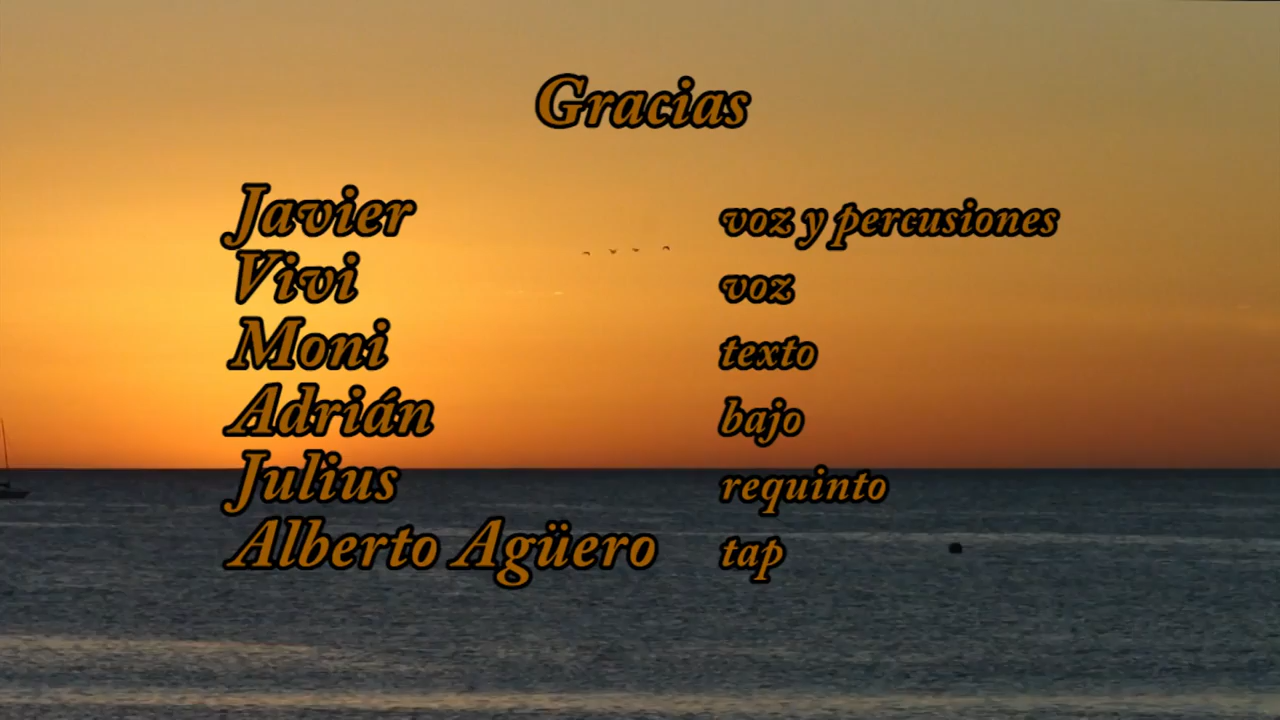 Gracias
Javier voz y percusiones
Vivi voz
Moni texto
Adrián bajo
Julius requinto
Alberto Agüero tap